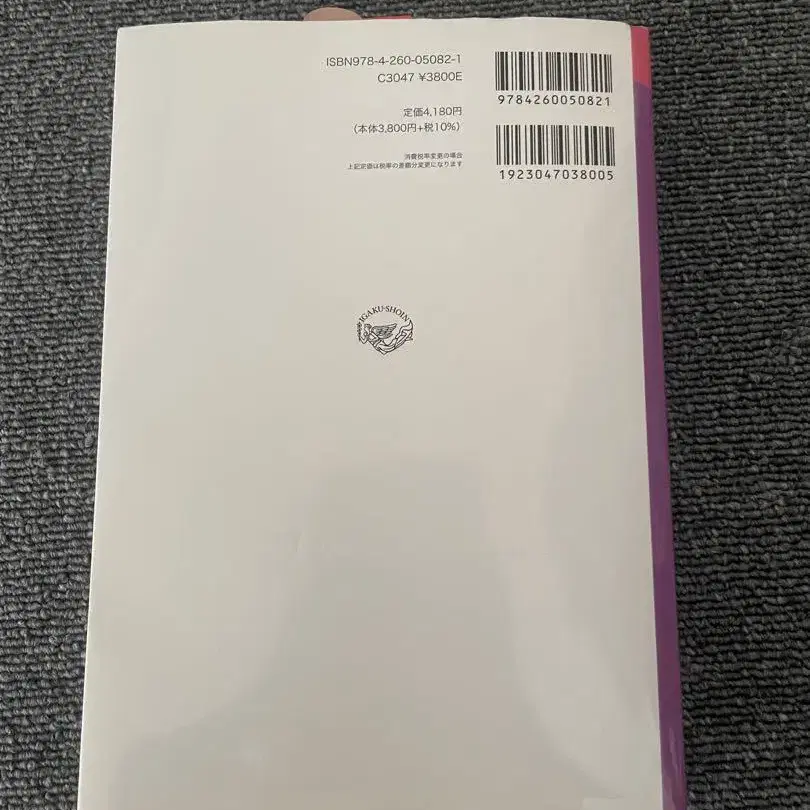 ISBN978-4-260-05082-1
C3047 ¥3800E
定価4,180円
(本体3,800円+税10%)
消費税率変更の場合
上記定価は税率の差額分変更になります
9784260050821
1923047038005
IGAKU-SHOIN